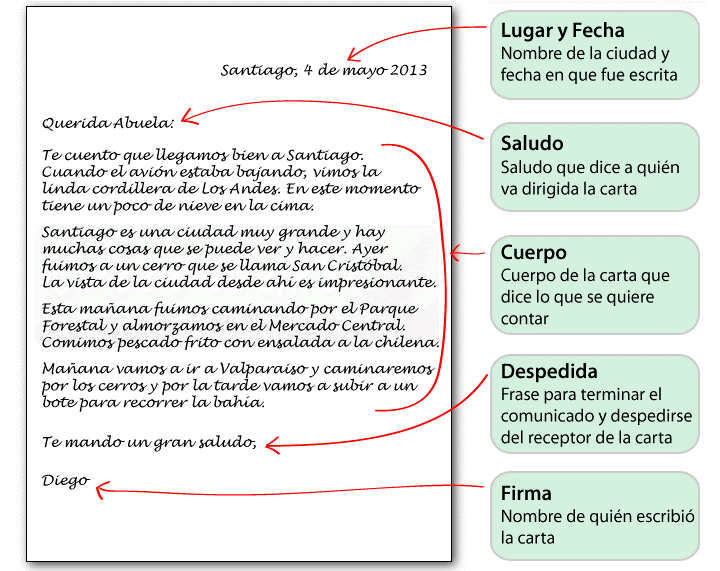 Santiago, 4 de mayo 2013
Querida Abuela:
Te cuento que llegamos bien a Santiago.
Cuando el avión estaba bajando, vimos la
linda cordillera de Los Andes. En este momento
tiene un poco de nieve en la cima.
Santiago es una ciudad muy grande y hay
muchas cosas que se puede ver y hacer. Ayer
fuimos a un cerro que se llama San Cristóbal.
La vista de la ciudad desde ahí es impresionante.
Esta mañana fuimos caminando por el Parque
Forestal y almorzamos en el Mercado Central.
Comimos pescado frito con ensalada a la chilena.
Mañana vamos a ir a Valparaíso y caminaremos
por los cerros y por la tarde vamos a subir a un
bote para recorrer la bahía.
Te mando un gran saludo,
Diego
Lugar y Fecha
Nombre de la ciudad y
fecha en que fue escrita
Saludo
Saludo que dice a quién
va dirigida la carta
Cuerpo
Cuerpo de la carta que
dice lo que se quiere
contar
Despedida
Frase para terminar el
comunicado y despedirse
del receptor de la carta
Firma
Nombre de quién escribió
la carta